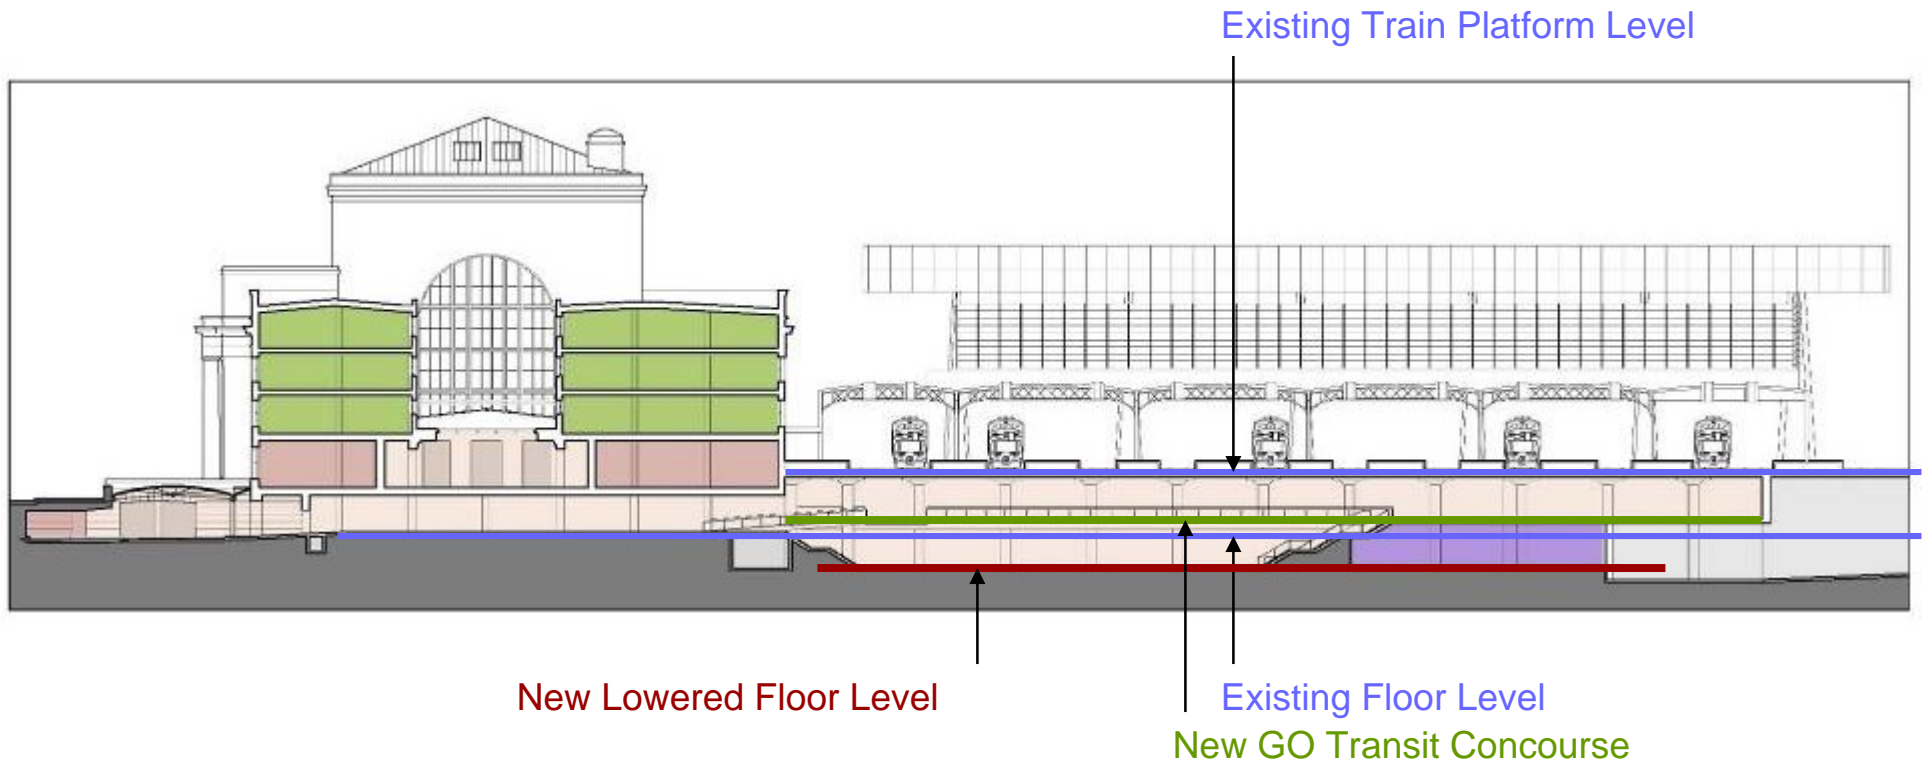 Existing Train Platform Level
New Lowered Floor Level
Existing Floor Level
New GO Transit Concourse